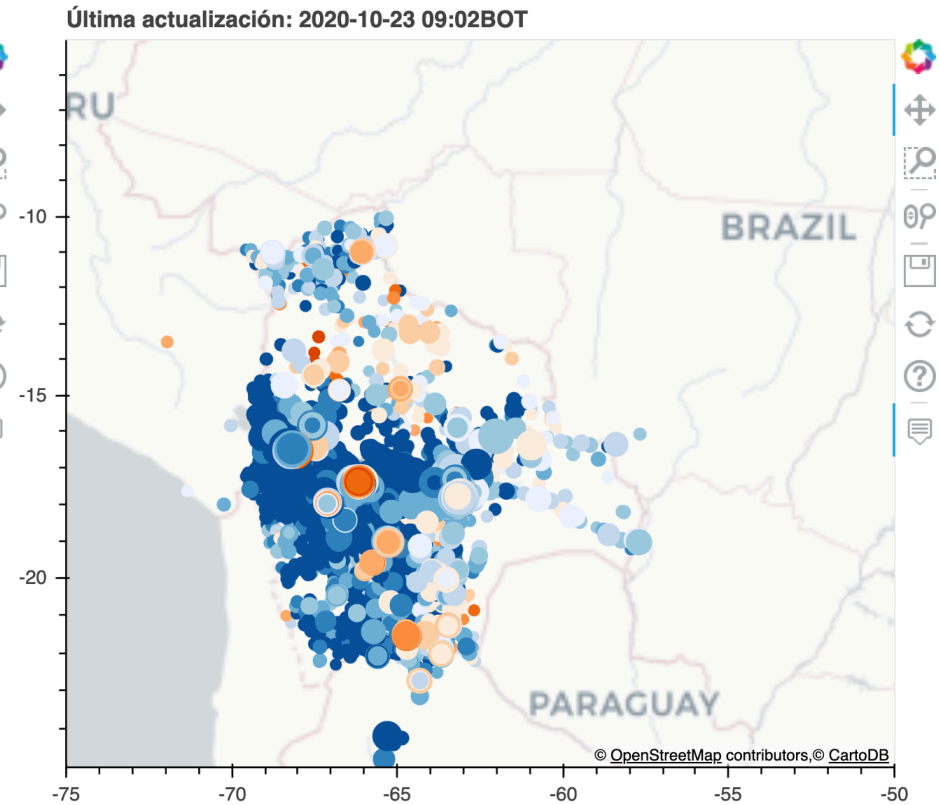 Última actualización: 2020-10-23 09:02BOT
RU
-10
BRAZIL
-15
-20
PARAGUAY
© OpenStreetMap contributors,© CartoDB
-75 -70 -65 -60 -55 -50